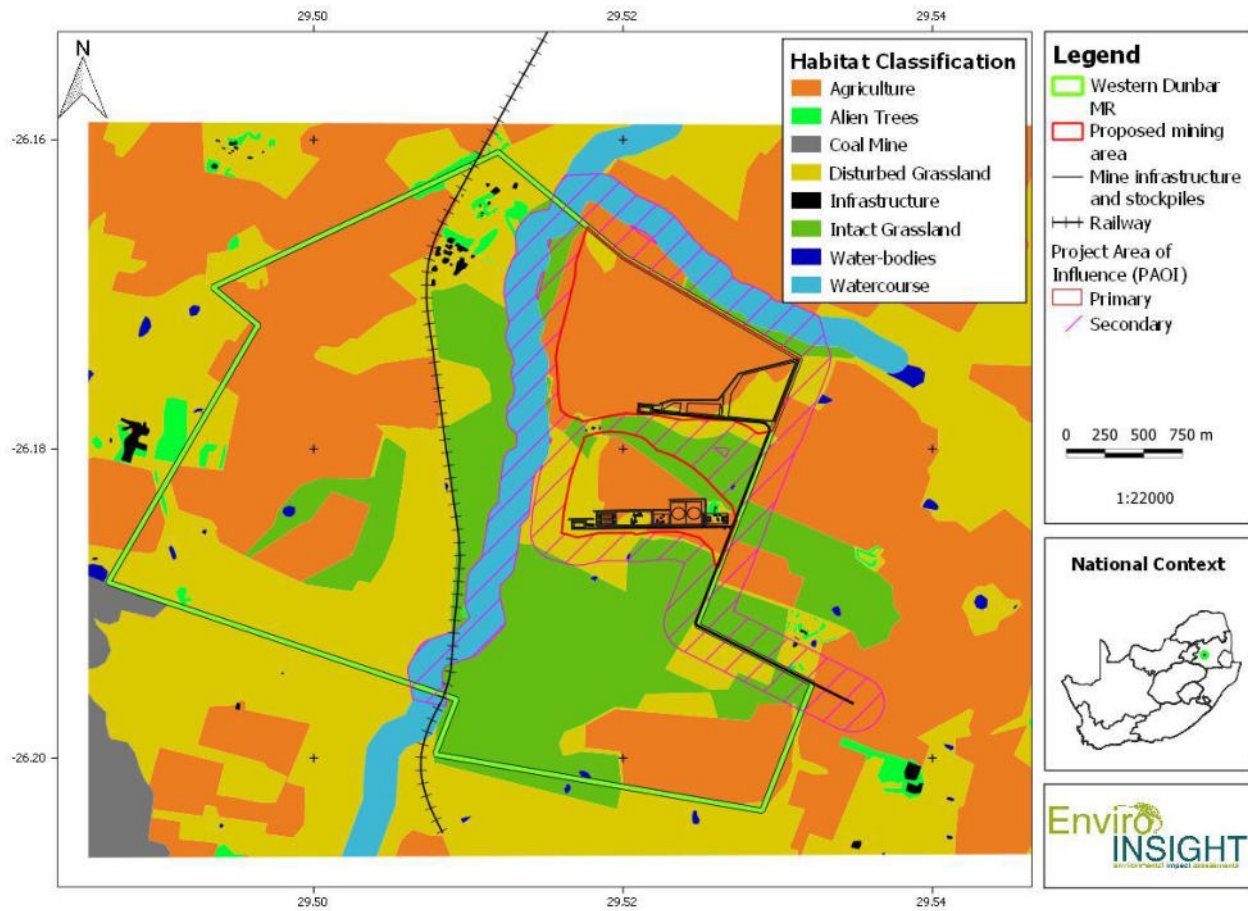 29.50
29.52
29.54
N
-26.16
-26.18
-26.20
Habitat Classification
Agriculture
Alien Trees
Coal Mine
Disturbed Grassland
Infrastructure
Intact Grassland
Water-bodies
Watercourse
29.50
29.52
29.54
Legend
Western Dunbar
MR
Proposed mining
area
Mine infrastructure
and stockpiles
Railway
Project Area of
Influence (PAOI)
Primary
Secondary
0 250 500 750 m
1:22000
National Context
Enviro
INSIGHT
environmental impact assessments